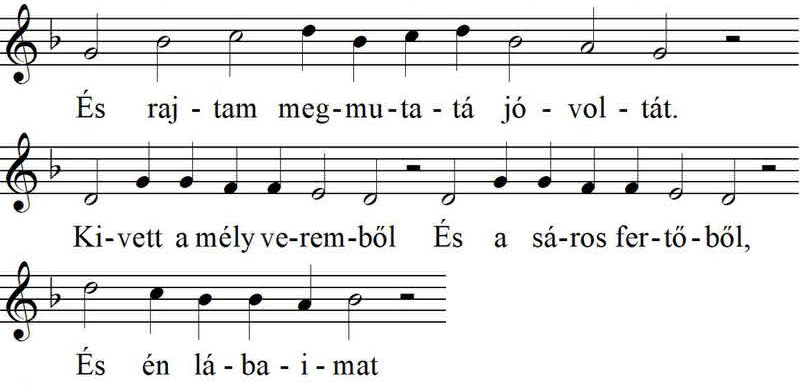 És raj - tam meg-mu-ta-tá jó - vol - tát.
Ki-vett a mély ve-rem-ből És a sá-ros fer-tő-ből,
És én lá - ba - i - mat